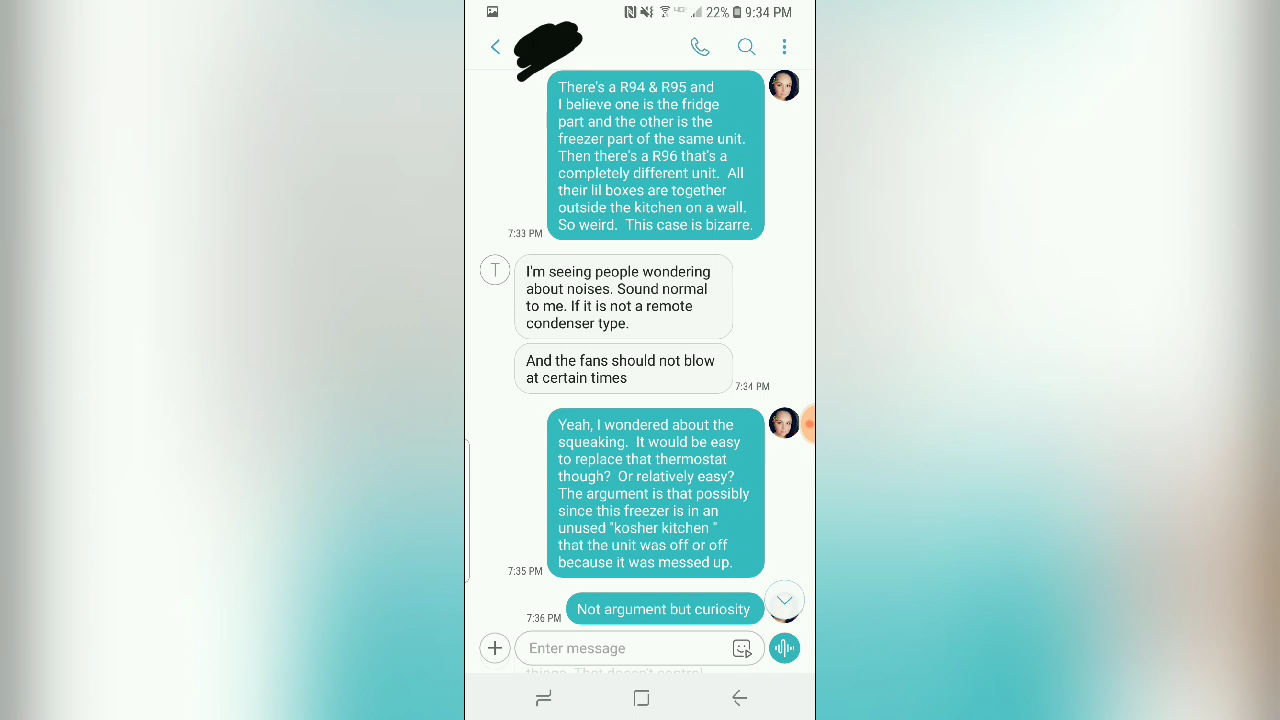 22% 9:34 PM
There's a R94 & R95 and
I believe one is the fridge
part and the other is the
freezer part of the same unit.
Then there's a R96 that's a
completely different unit.  All
their lil boxes are together
outside the kitchen on a wall.
So weird.  This case is bizarre.
7:33 PM
T
I'm seeing people wondering
about noises. Sound normal
to me. If it is not a remote
condenser type.
And the fans should not blow
at certain times
7:34 PM
Yeah, I wondered about the
squeaking.  It would be easy
to replace that thermostat
though?  Or relatively easy?
The argument is that possibly
since this freezer is in an
unused "kosher kitchen "
that the unit was off or off
because it was messed up.
7:35 PM
Not argument but curiosity
7:36 PM
Enter message
things. That doesn't control